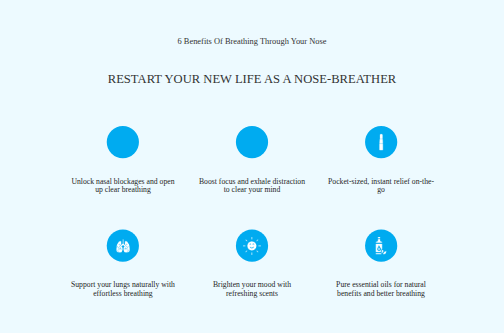 6 Benefits Of Breathing Through Your Nose
RESTART YOUR NEW LIFE AS A NOSE-BREATHER
Unlock nasal blockages and open
up clear breathing
Boost focus and exhale distraction
to clear your mind
Pocket-sized, instant relief on-the-
go
Support your lungs naturally with
effortless breathing
Brighten your mood with
refreshing scents
Pure essential oils for natural
benefits and better breathing